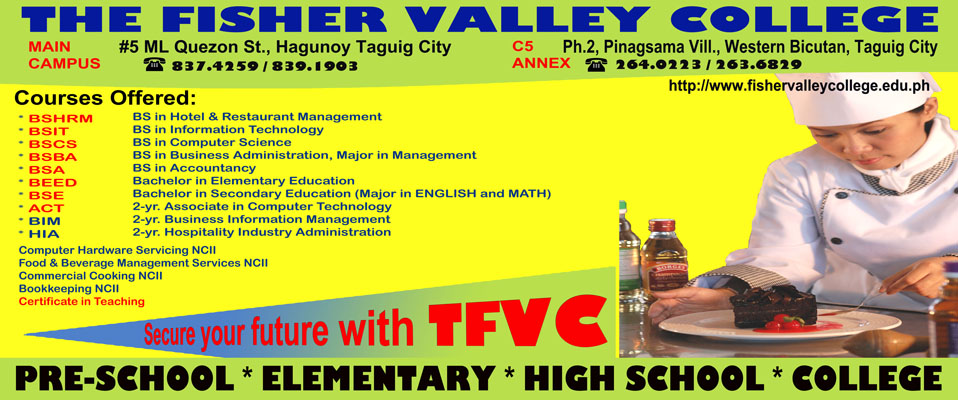 THE FISHER VALLEY COLLEGE
MAIN CAMPUS #5 ML Quezon St., Hagunoy Taguig City
☎ 837.4259 / 839.1903
C5 ANNEX Ph.2, Pinagsama Vill., Western Bicutan, Taguig City
☎ 264.0223 / 263.6829
http://www.fishervalleycollege.edu.ph
Courses Offered:
* BSHRM BS in Hotel & Restaurant Management
* BSIT BS in Information Technology
* BSCS BS in Computer Science
* BSBA BS in Business Administration, Major in Management
* BSA BS in Accountancy
* BEED Bachelor in Elementary Education
* BSE Bachelor in Secondary Education (Major in ENGLISH and MATH)
* ACT 2-yr. Associate in Computer Technology
* BIM 2-yr. Business Information Management
* HIA 2-yr. Hospitality Industry Administration
Computer Hardware Servicing NCII
Food & Beverage Management Services NCII
Commercial Cooking NCII
Bookkeeping NCII
Certificate in Teaching
Secure your future with TFVC
BORGES
PRE-SCHOOL * ELEMENTARY * HIGH SCHOOL * COLLEGE